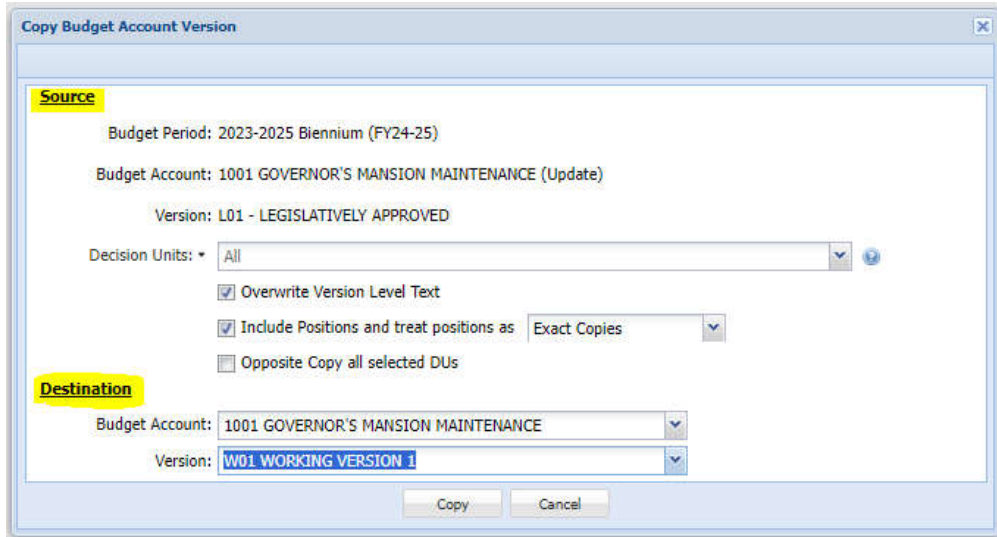 Copy Budget Account Version
Source
Budget Period: 2023-2025 Biennium (FY24-25)
Budget Account: 1001 GOVERNOR'S MANSION MAINTENANCE (Update)
Version: L01 - LEGISLATIVELY APPROVED
Decision Units: All
Overwrite Version Level Text
Include Positions and treat positions as Exact Copies
Opposite Copy all selected DUs
Destination
Budget Account: 1001 GOVERNOR'S MANSION MAINTENANCE
Version: W01 WORKING VERSION 1
Copy Cancel